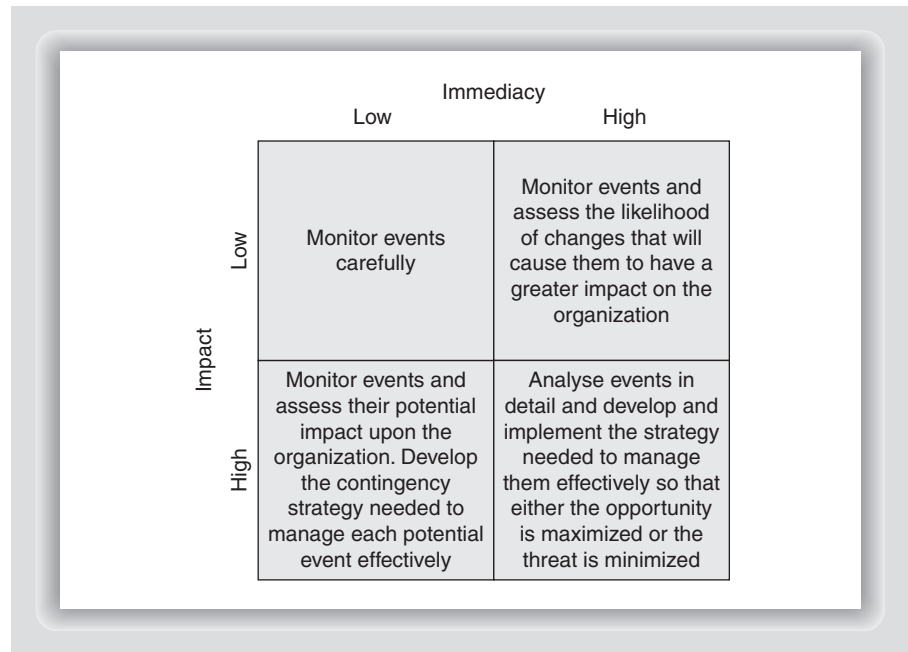 Immediacy
Low
High
Impact
Low
Monitor events
carefully
Monitor events and
assess the likelihood
of changes that will
cause them to have a
greater impact on the
organization
High
Monitor events and
assess their potential
impact upon the
organization. Develop
the contingency
strategy needed to
manage each potential
event effectively
Analyse events in
detail and develop and
implement the strategy
needed to manage
them effectively so that
either the opportunity
is maximized or the
threat is minimized